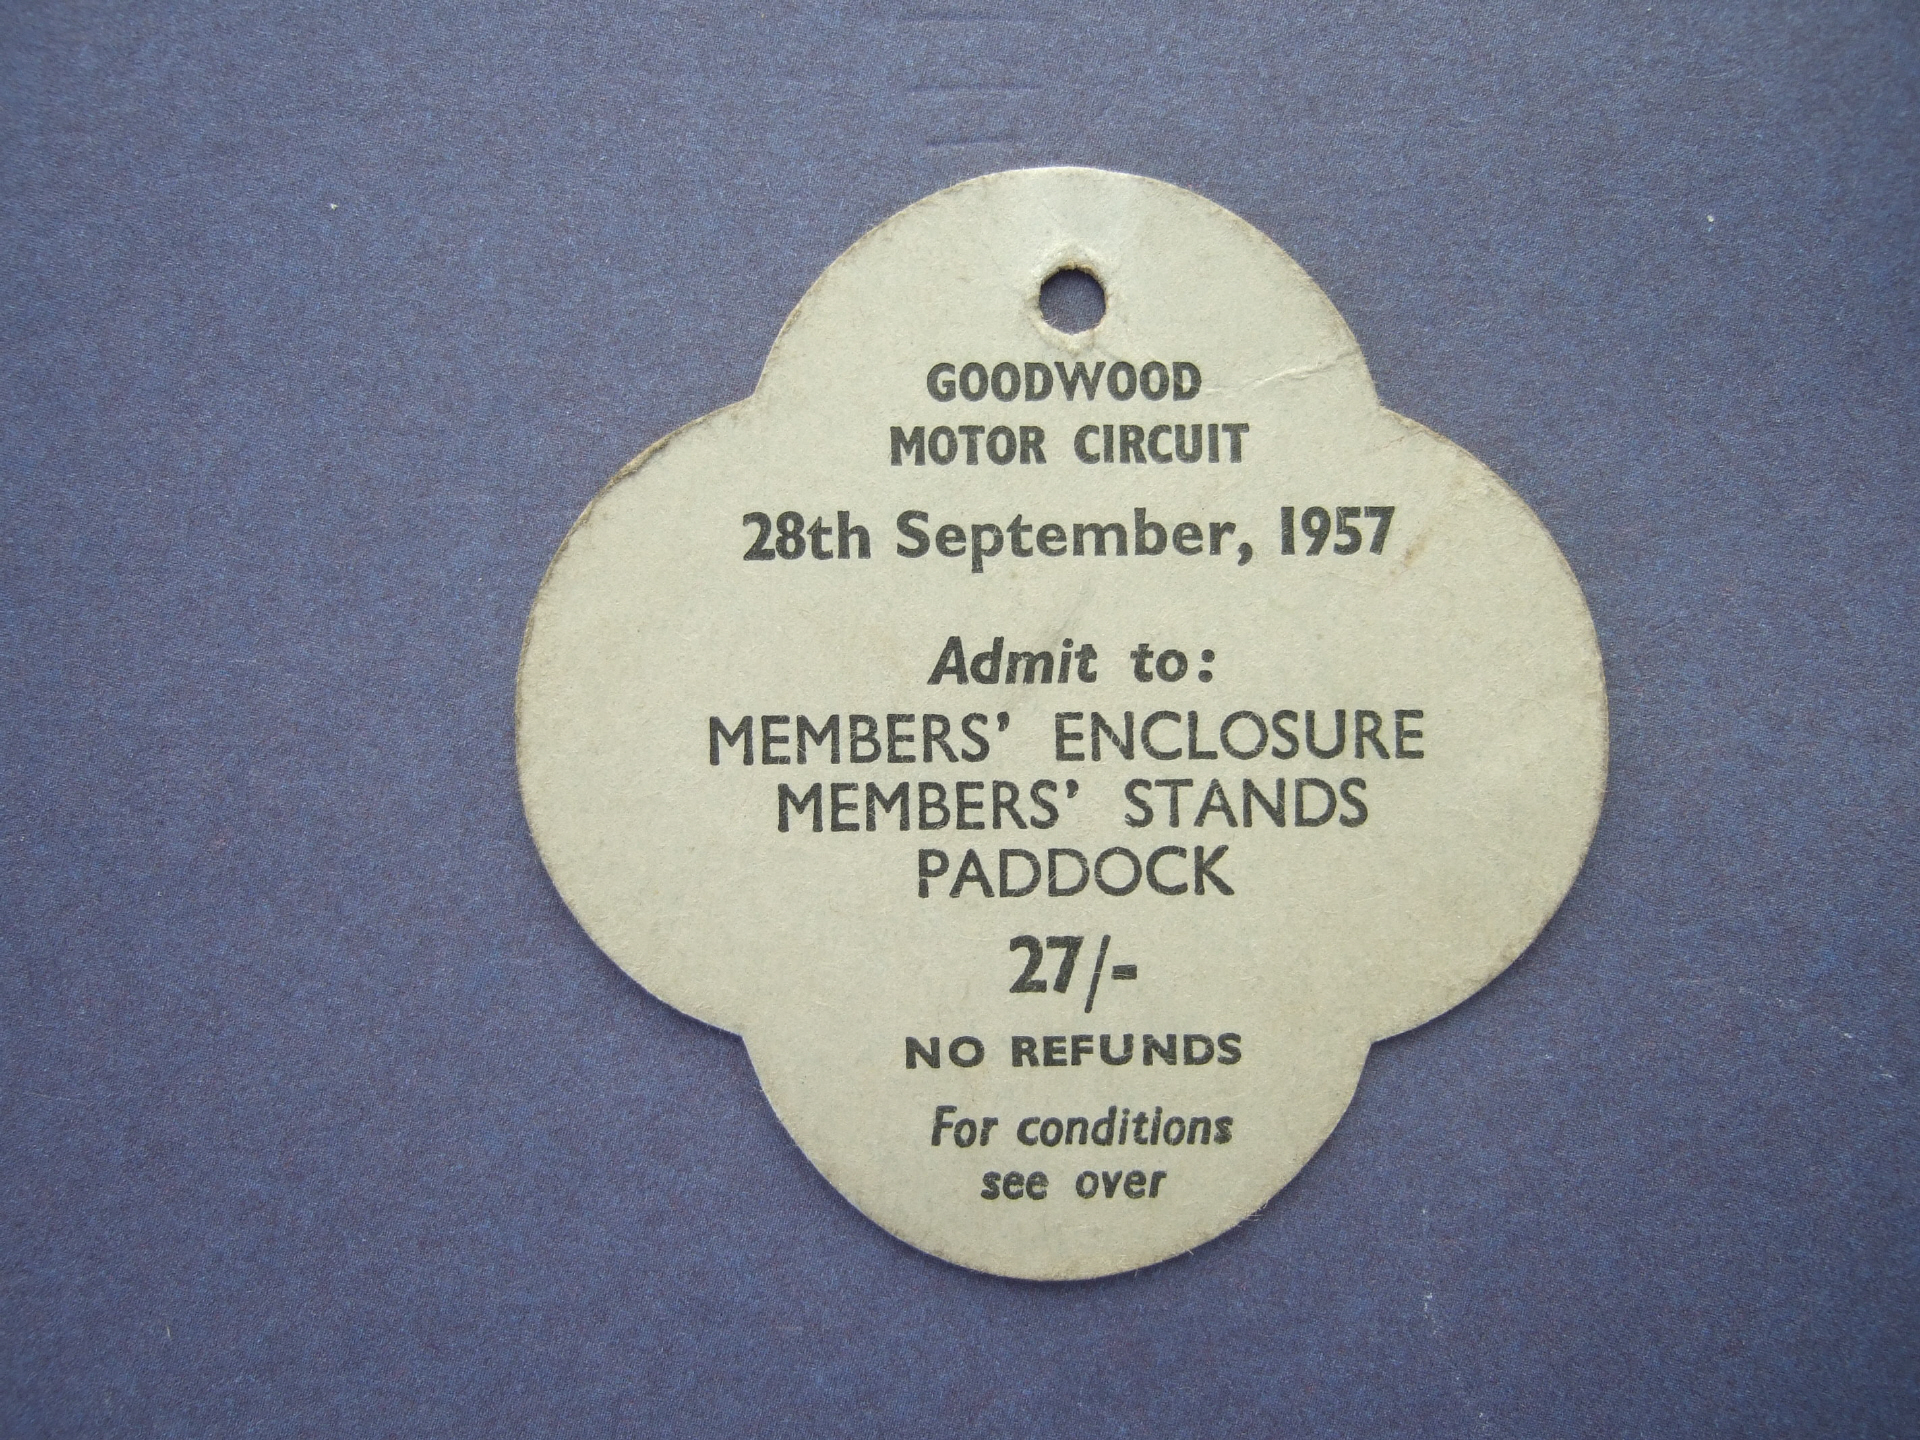 GOODWOOD
MOTOR CIRCUIT
28th September, 1957
Admit to:
MEMBERS' ENCLOSURE
MEMBERS' STANDS
PADDOCK
27/-
NO REFUNDS
For conditions
see over